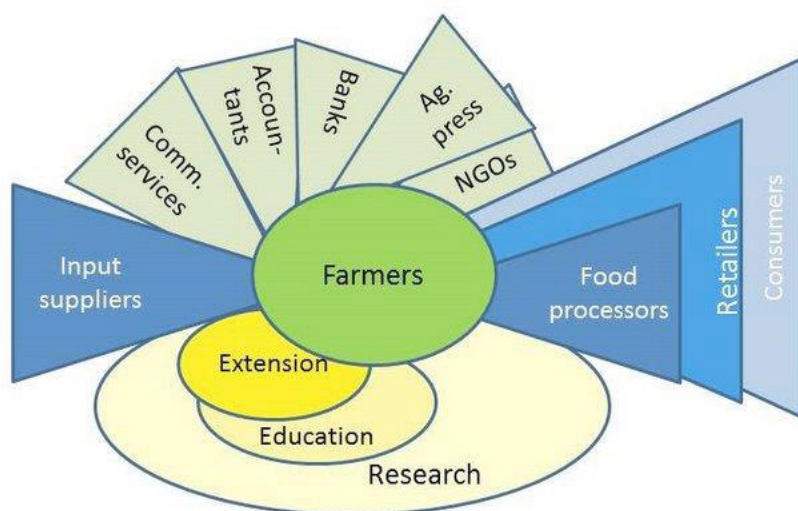 Comm.
services
Accoun-
tants
Banks
Ag.
press
NGOs
Input
suppliers
Farmers
Food
processors
Retailers
Consumers
Extension
Education
Research